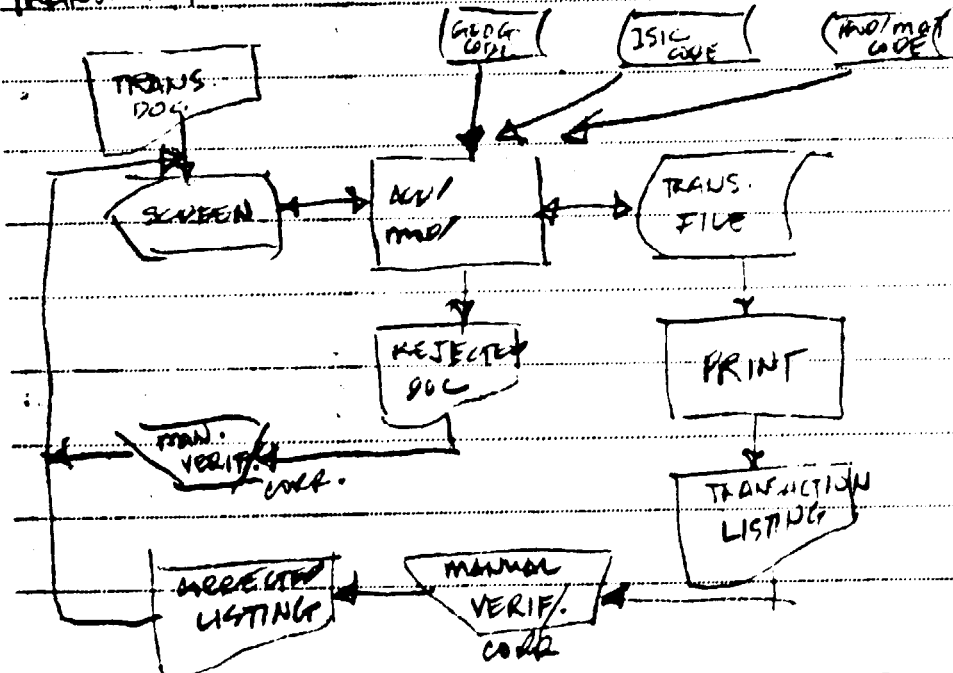 GEOG.
CODE
ISIC
CODE
CODE
TRANS.
DOC.
SCREEN
ADD/
MOD/
TRANS.
FILE
REJECTED
DOC
PRINT
MAN.
VERIF.
CORR.
TRANSACTION
LISTING
CORRECTED
LISTING
MANUAL
VERIF./
CORR